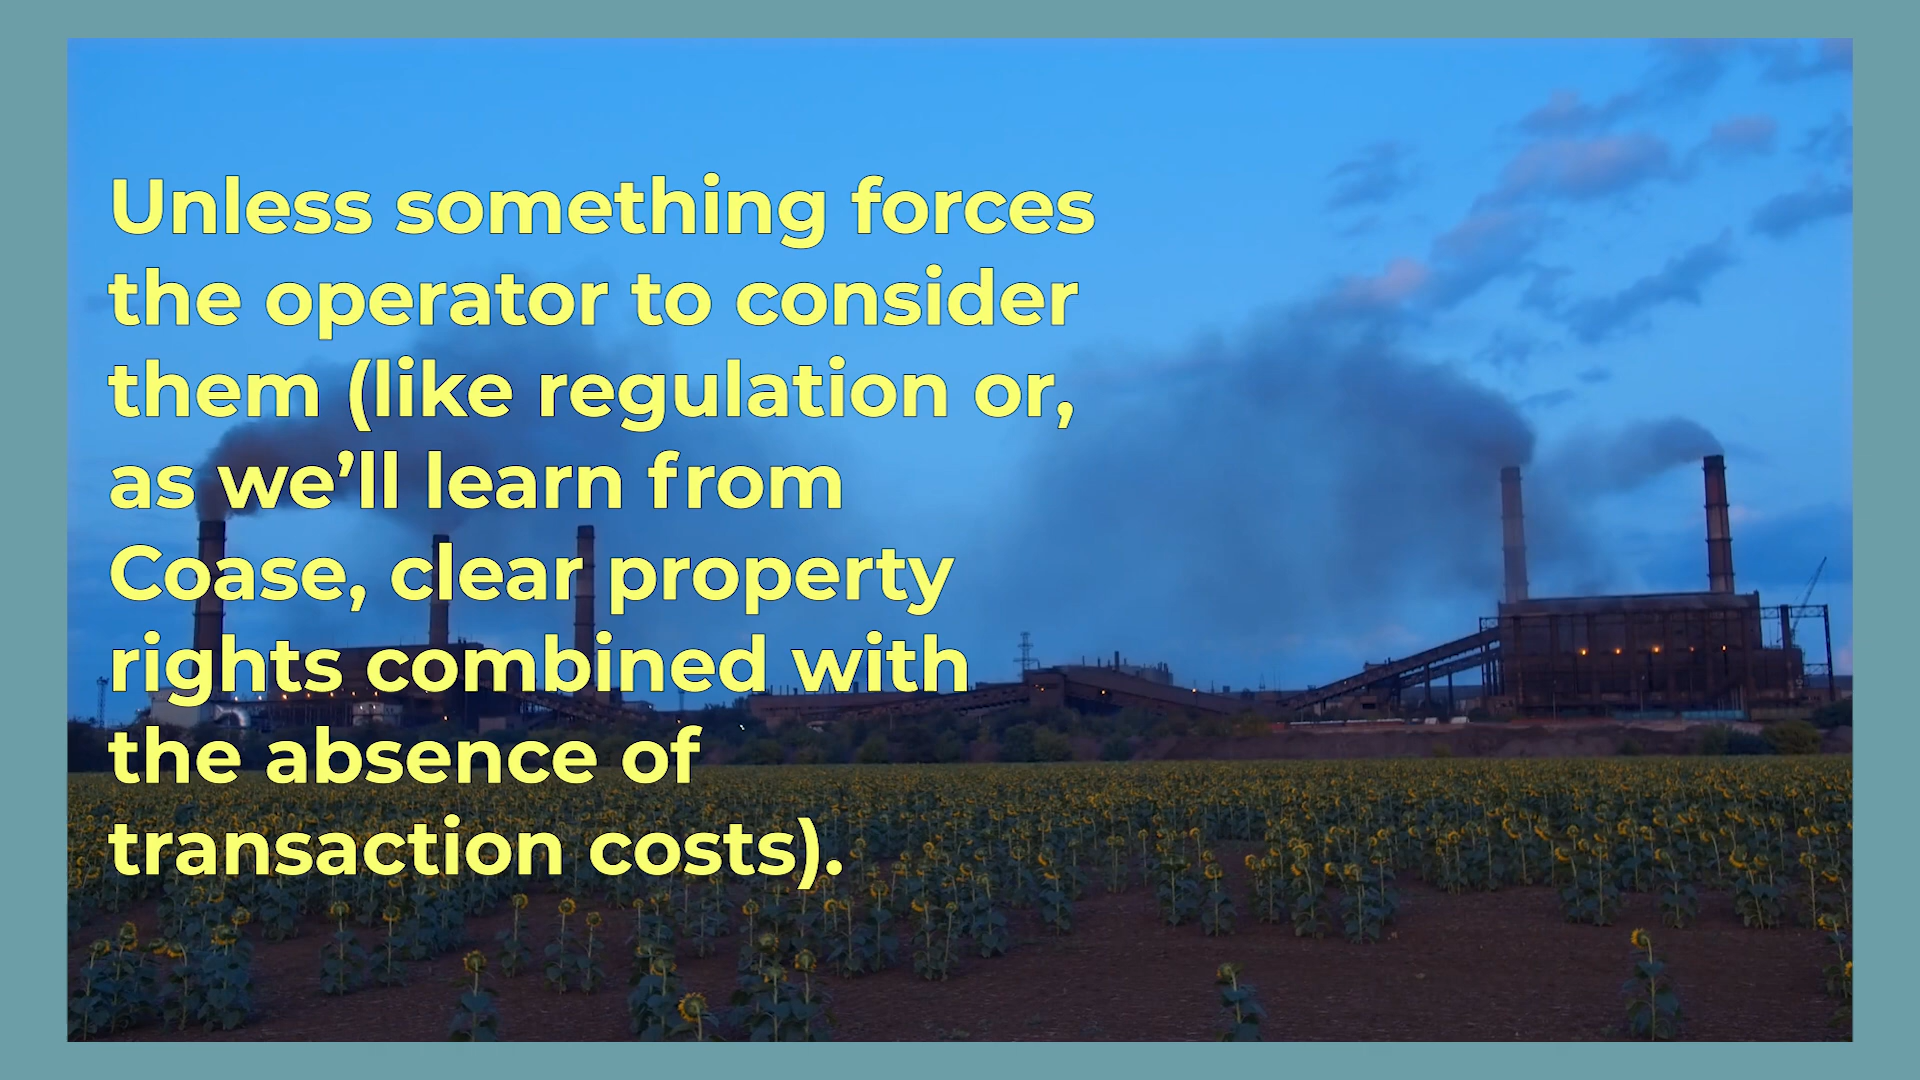 Unless something forces
the operator to consider
them (like regulation or,
as we’ll learn from
Coase, clear property
rights combined with
the absence of
transaction costs).